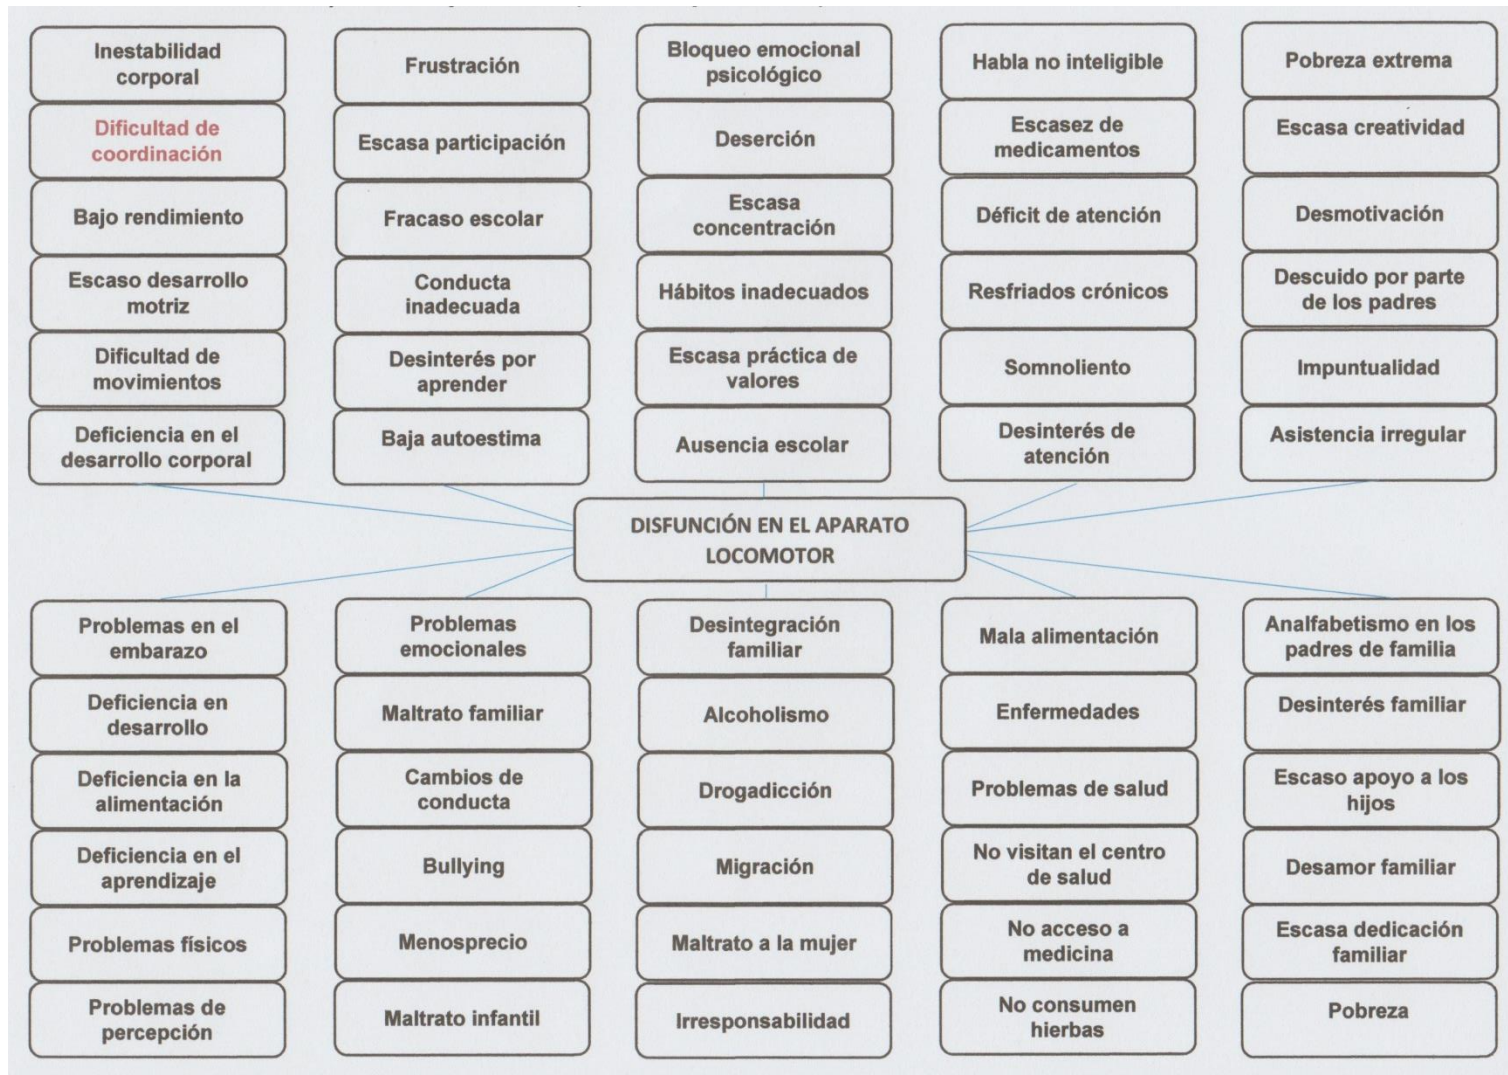 Inestabilidad
corporal
Frustración
Bloqueo emocional
psicológico
Habla no inteligible
Pobreza extrema
Dificultad de
coordinación
Escasa participación
Deserción
Escasez de
medicamentos
Escasa creatividad
Bajo rendimiento
Fracaso escolar
Escasa
concentración
Déficit de atención
Desmotivación
Escaso desarrollo
motriz
Conducta
inadecuada
Hábitos inadecuados
Resfriados crónicos
Descuido por parte
de los padres
Dificultad de
movimientos
Desinterés por
aprender
Escasa práctica de
valores
Somnoliento
Impuntualidad
Deficiencia en el
desarrollo corporal
Baja autoestima
Ausencia escolar
Desinterés de
atención
Asistencia irregular
DISFUNCIÓN EN EL APARATO
LOCOMOTOR
Problemas en el
embarazo
Problemas
emocionales
Desintegración
familiar
Mala alimentación
Analfabetismo en los
padres de familia
Deficiencia en
desarrollo
Maltrato familiar
Alcoholismo
Enfermedades
Desinterés familiar
Deficiencia en la
alimentación
Cambios de
conducta
Drogadicción
Problemas de salud
Escaso apoyo a los
hijos
Deficiencia en el
aprendizaje
Bullying
Migración
No visitan el centro
de salud
Desamor familiar
Problemas físicos
Menosprecio
Maltrato a la mujer
No acceso a
medicina
Escasa dedicación
familiar
Problemas de
percepción
Maltrato infantil
Irresponsabilidad
No consumen
hierbas
Pobreza